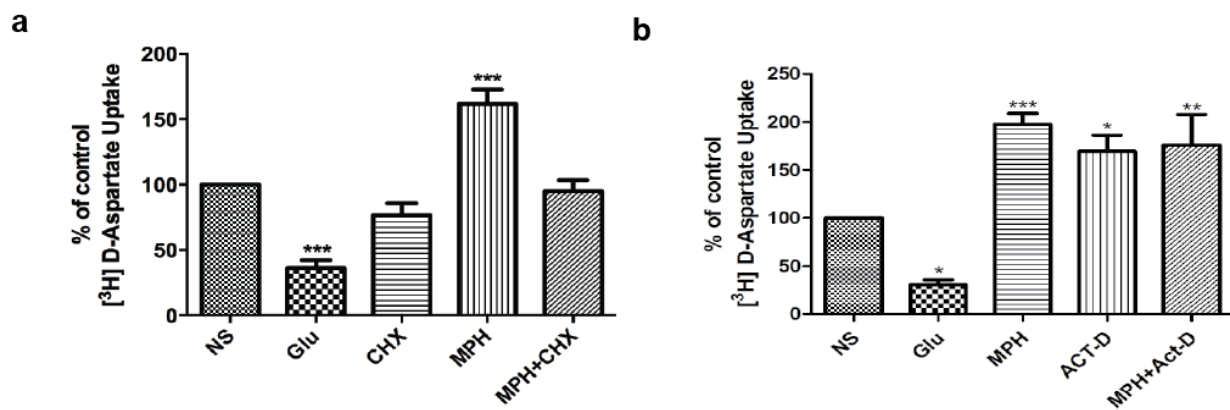 a
% of control
[³H] D-Aspartate Uptake
200
150
100
50
0
***
***
NS
Glu
CHX
MPH
MPH+CHX
b
% of control
[³H] D-Aspartate Uptake
250
200
150
100
50
0
*
***
*
**
NS
Glu
MPH
ACT-D
MPH+Act-D